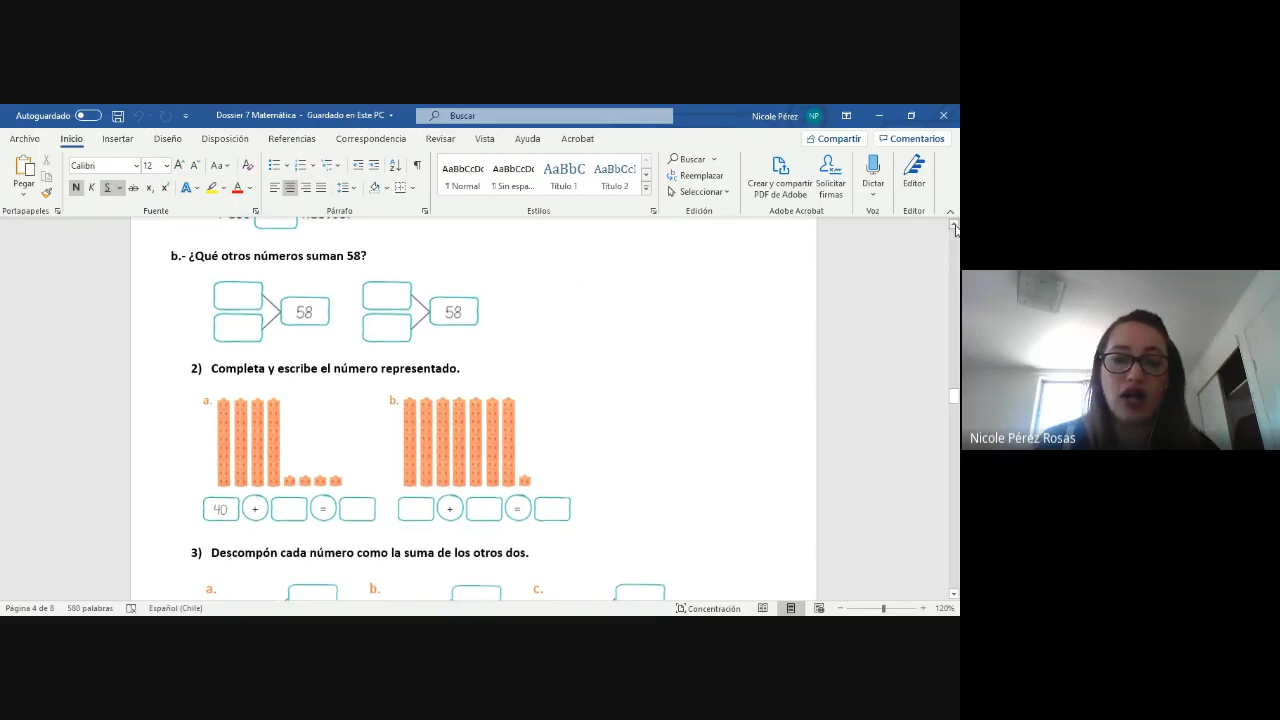 Autoguardado
Dossier 7 Matemática - Guardado en Este PC
Buscar
Nicole Pérez
NP
Archivo Inicio Insertar Diseño Disposición Referencias Correspondencia Revisar Vista Ayuda Acrobat
Compartir
Comentarios
Pegar
Calibri
12
Aa
N K S ab x₂ x²
A
A
AaBbCcDc AaBbCcDc AaBbC AaBbCcI
¶ Normal ¶ Sin espa... Título 1 Título 2
Buscar
Reemplazar
Seleccionar
Crear y compartir PDF de Adobe
Solicitar firmas
Dictar
Editor
Portapapeles Fuente Párrafo Estilos Edición Adobe Acrobat Voz Editor
b.- ¿Qué otros números suman 58?
58 58
2) Completa y escribe el número representado.
a. b.
40 + = + =
3) Descompón cada número como la suma de los otros dos.
a. b. c.
Página 4 de 8 580 palabras Español (Chile) Concentración 120%
Nicole Pérez Rosas